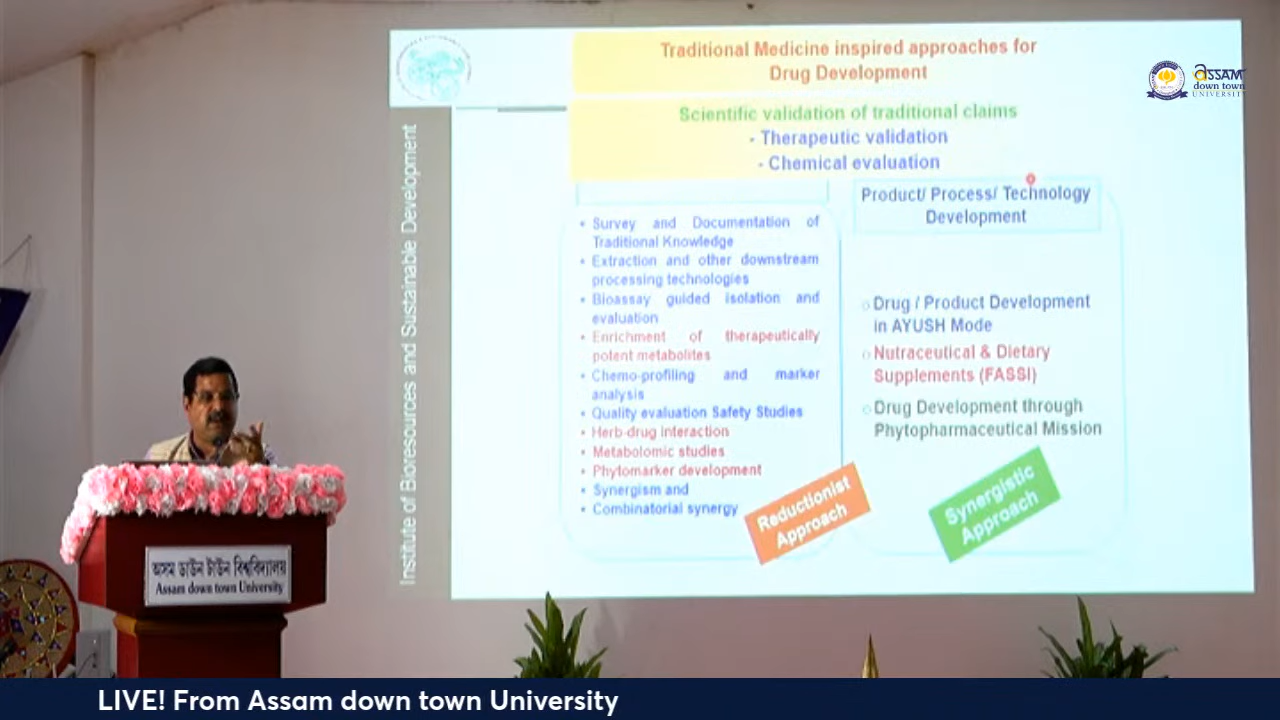 Traditional Medicine inspired approaches for
Drug Development
Scientific validation of traditional claims
- Therapeutic validation
- Chemical evaluation
অসম
down town
UNIVERSITY
Institute of Bioresources and Sustainable Development
• Survey and Documentation of
Traditional Knowledge
• Extraction and other downstream
processing technologies
• Bioassay guided isolation and
evaluation
• Enrichment of therapeutically
potent metabolites
• Chemo-profiling and marker
analysis
• Quality evaluation Safety Studies
• Herb-drug interaction
• Metabolomic studies
• Phytomarker development
• Synergism and
• Combinatorial synergy
Reductionist
Approach
Product/ Process/ Technology
Development
○ Drug / Product Development
in AYUSH Mode
○ Nutraceutical & Dietary
Supplements (FASSI)
○ Drug Development through
Phytopharmaceutical Mission
Synergistic
Approach
অসম ডাউন টাউন বিশ্ববিদ্যালয়
Assam down town University
LIVE! From Assam down town University